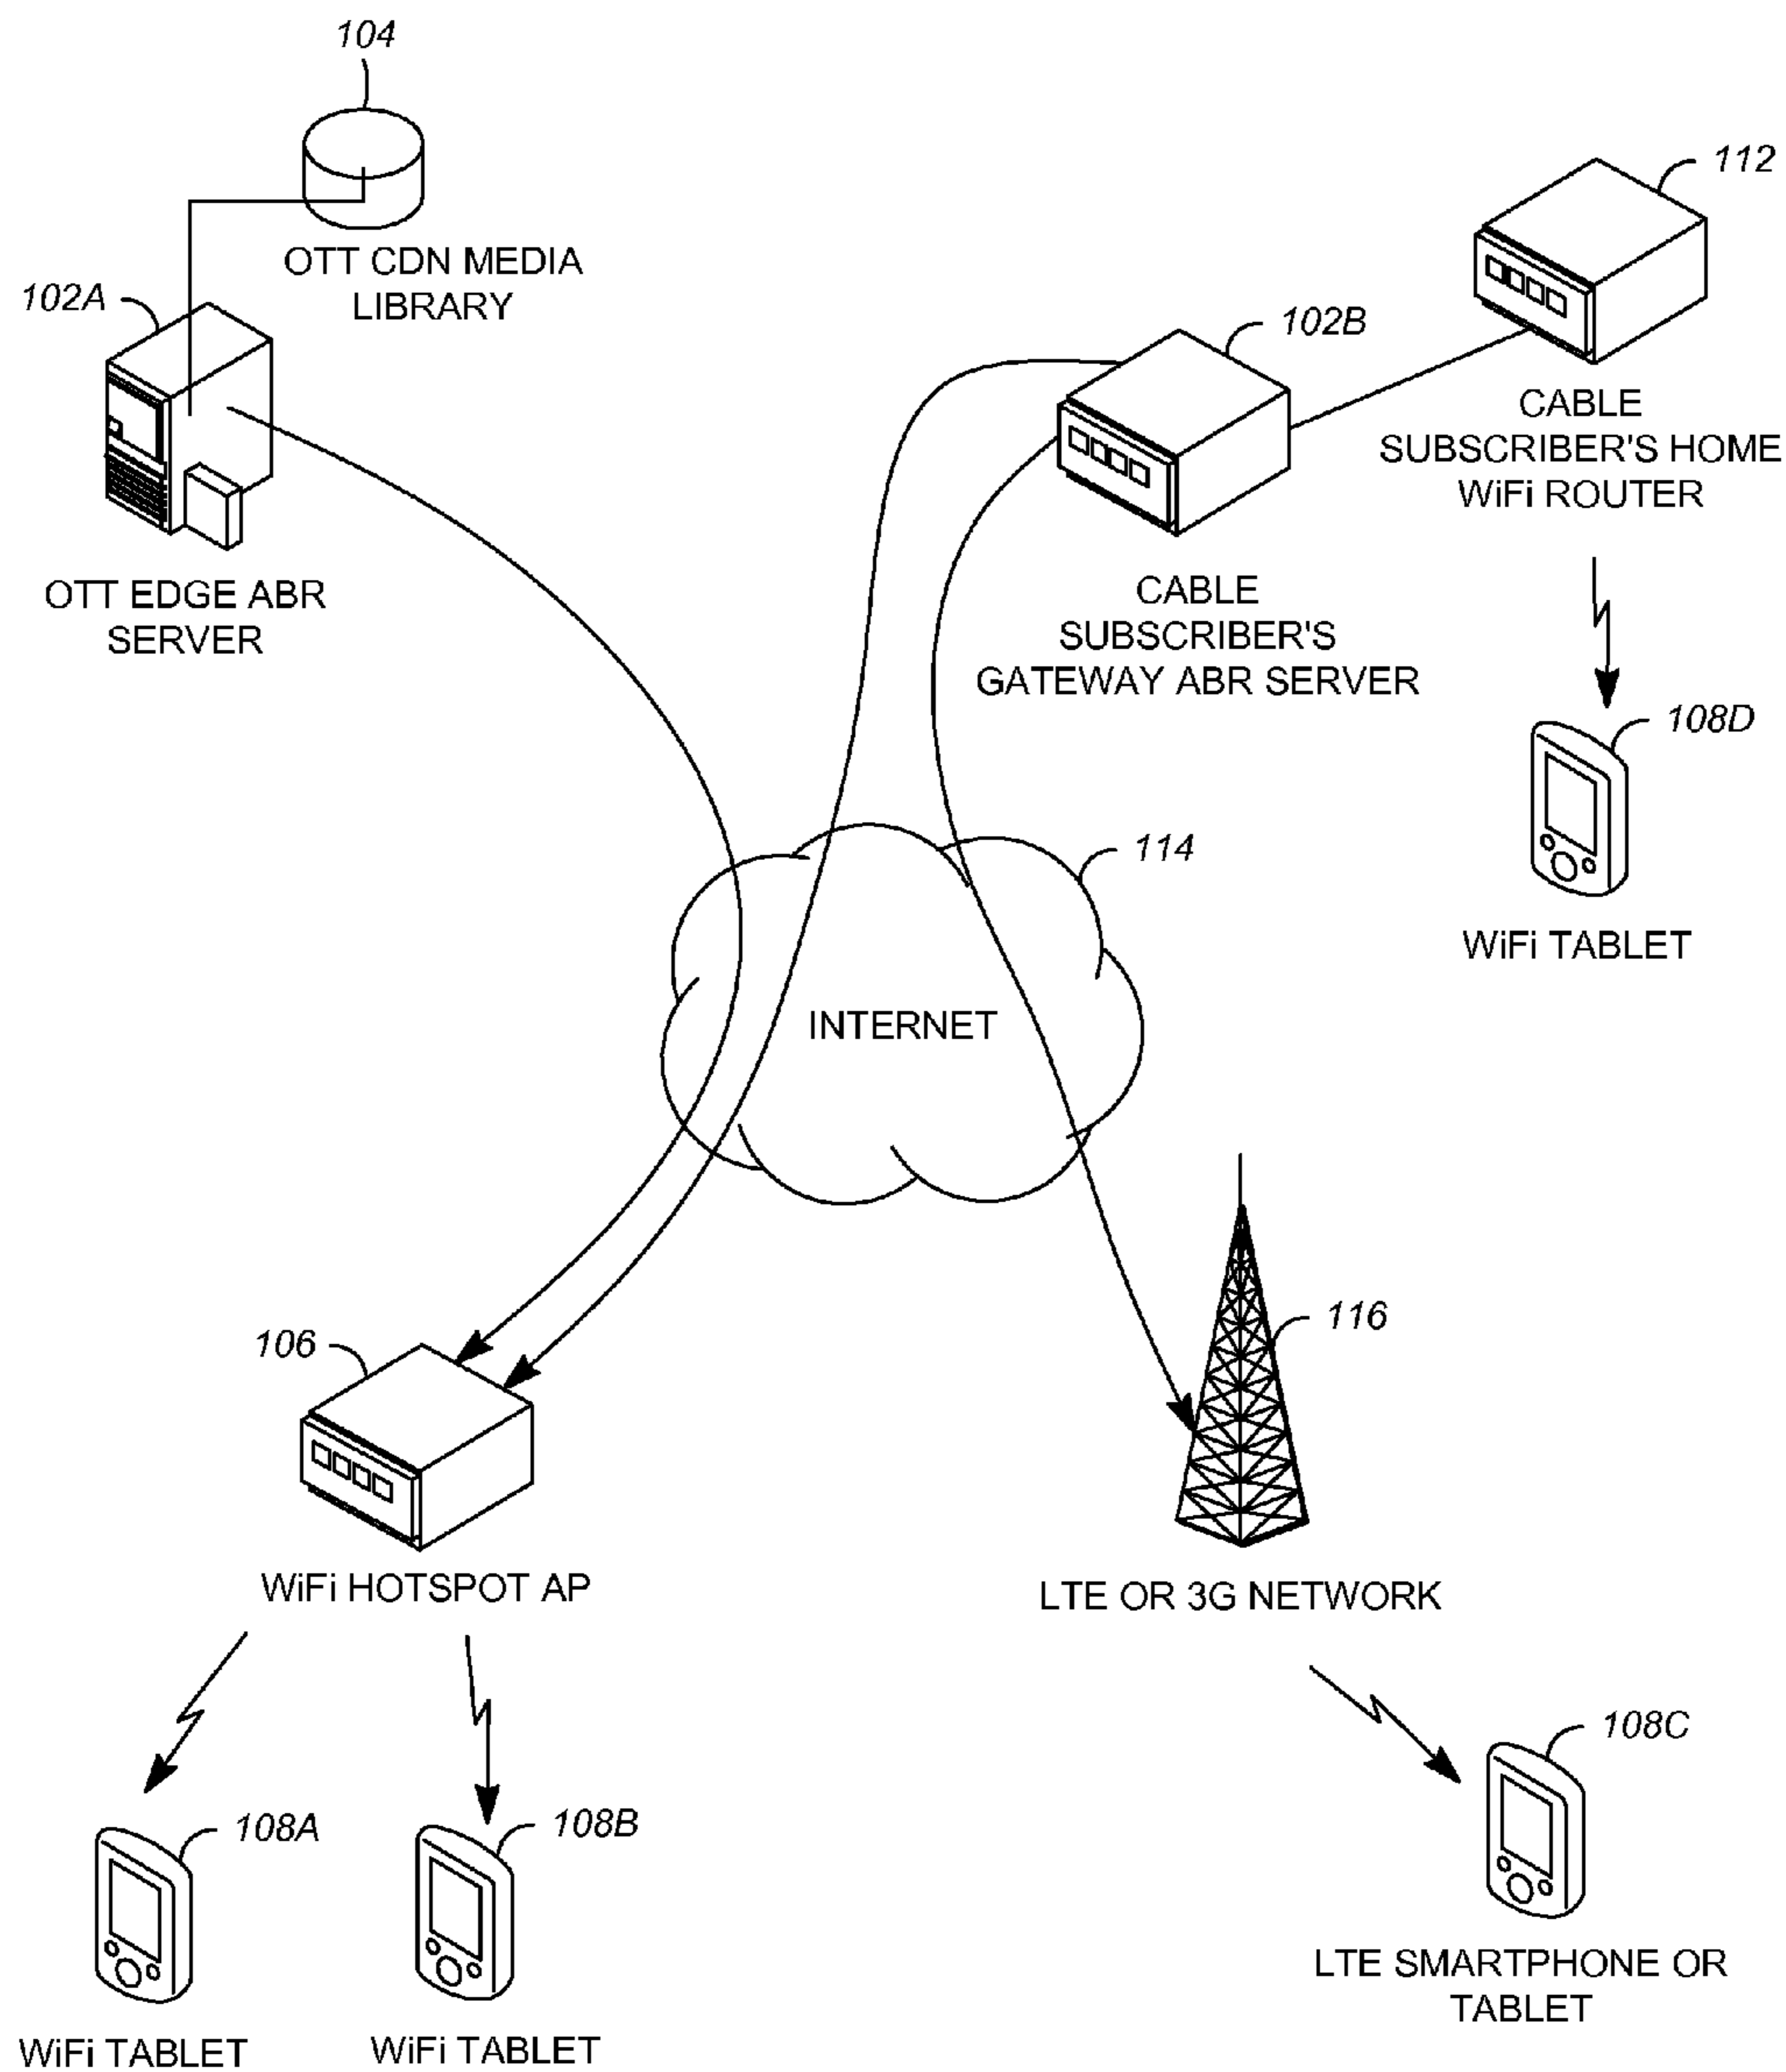 104
OTT CDN MEDIA
LIBRARY
102A
OTT EDGE ABR
SERVER
112
CABLE
SUBSCRIBER'S HOME
WiFi ROUTER
102B
CABLE
SUBSCRIBER'S
GATEWAY ABR SERVER
108D
WiFi TABLET
114
INTERNET
106
WiFi HOTSPOT AP
116
LTE OR 3G NETWORK
108A
WiFi TABLET
108B
WiFi TABLET
108C
LTE SMARTPHONE OR
TABLET